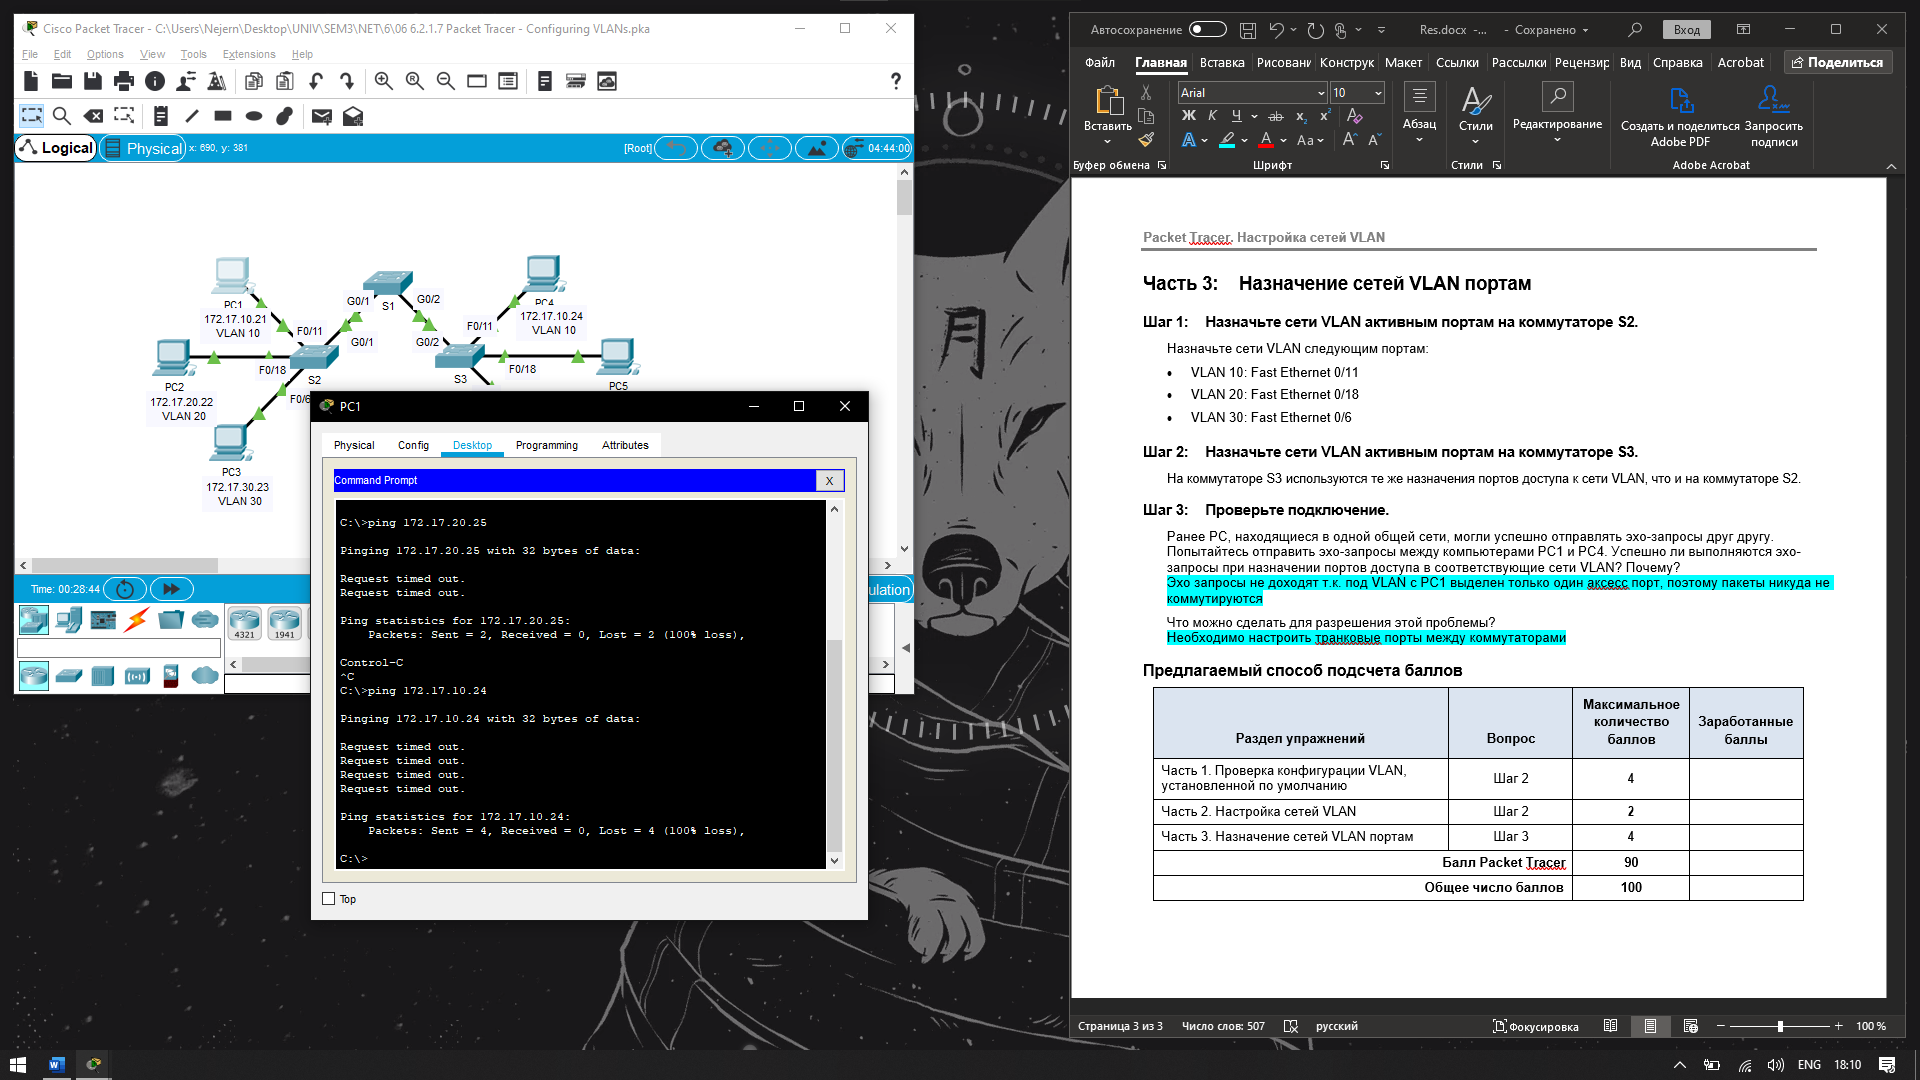 Cisco Packet Tracer - C:\Users\Nejern\Desktop\UNIV\SEM3\NET\6\06 6.2.1.7 Packet Tracer - Configuring VLANs.pka
File Edit Options View Tools Extensions Help
Logical Physical x: 690, y: 381 [Root] 04:44:00
PC1
172.17.10.21
VLAN 10
F0/11
G0/1
S1
G0/2
PC4
172.17.10.24
VLAN 10
F0/11
G0/1
G0/2
PC2
172.17.20.22
VLAN 20
F0/18
S2
S3
F0/18
PC5
F0/6
PC3
172.17.30.23
VLAN 30
Time: 00:28:44
ulation
4321
1941
PC1
Physical Config Desktop Programming Attributes
Command Prompt X
C:\>ping 172.17.20.25
Pinging 172.17.20.25 with 32 bytes of data:
Request timed out.
Request timed out.
Ping statistics for 172.17.20.25:
Packets: Sent = 2, Received = 0, Lost = 2 (100% loss),
Control-C
^C
C:\>ping 172.17.10.24
Pinging 172.17.10.24 with 32 bytes of data:
Request timed out.
Request timed out.
Request timed out.
Request timed out.
Ping statistics for 172.17.10.24:
Packets: Sent = 4, Received = 0, Lost = 4 (100% loss),
C:\>
Top
月
Автосохранение Res.docx - ... - Сохранено Вход
Файл Главная Вставка Рисовани Конструк Макет Ссылки Рассылки Рецензир Вид Справка Acrobat Поделиться
Вставить
Буфер обмена
Arial 10
Ж К Ч ab x₂ x²
А Aa A A
Шрифт
Абзац
Стили
Стили
Редактирование
Создать и поделиться Adobe PDF
Запросить подписи
Adobe Acrobat
Packet Tracer. Настройка сетей VLAN
Часть 3: Назначение сетей VLAN портам
Шаг 1: Назначьте сети VLAN активным портам на коммутаторе S2.
Назначьте сети VLAN следующим портам:
• VLAN 10: Fast Ethernet 0/11
• VLAN 20: Fast Ethernet 0/18
• VLAN 30: Fast Ethernet 0/6
Шаг 2: Назначьте сети VLAN активным портам на коммутаторе S3.
На коммутаторе S3 используются те же назначения портов доступа к сети VLAN, что и на коммутаторе S2.
Шаг 3: Проверьте подключение.
Ранее PC, находящиеся в одной общей сети, могли успешно отправлять эхо-запросы друг другу.
Попытайтесь отправить эхо-запросы между компьютерами PC1 и PC4. Успешно ли выполняются эхо-
запросы при назначении портов доступа в соответствующие сети VLAN? Почему?
Эхо запросы не доходят т.к. под VLAN с PC1 выделен только один аксесс порт, поэтому пакеты никуда не
коммутируются
Что можно сделать для разрешения этой проблемы?
Необходимо настроить транковые порты между коммутаторами
Предлагаемый способ подсчета баллов
Раздел упражнений Вопрос Максимальное количество баллов Заработанные баллы
Часть 1. Проверка конфигурации VLAN, установленной по умолчанию Шаг 2 4
Часть 2. Настройка сетей VLAN Шаг 2 2
Часть 3. Назначение сетей VLAN портам Шаг 3 4
Балл Packet Tracer 90
Общее число баллов 100
Страница 3 из 3 Число слов: 507 русский Фокусировка 100 %
ENG 18:10